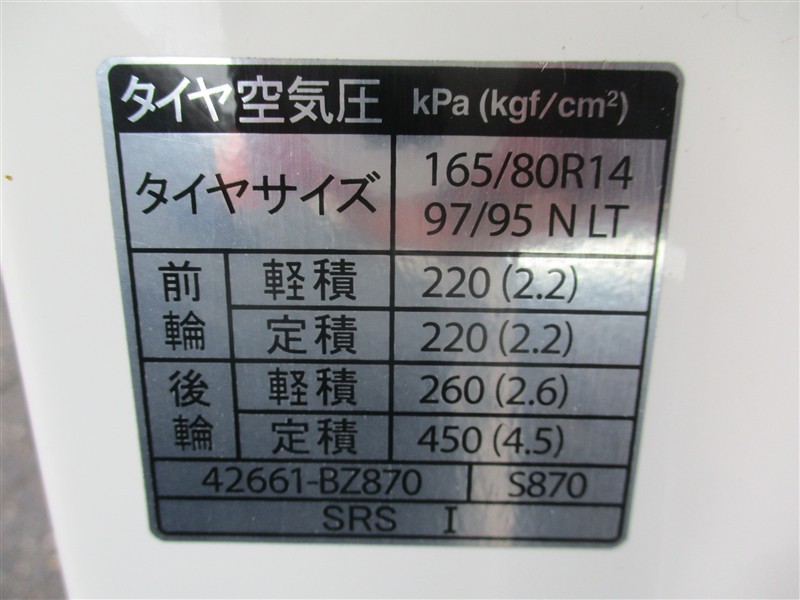 タイヤ空気圧 kPa (kgf/cm²)
タイヤサイズ 165/80R14
97/95 N LT
前輪 軽積 220 (2.2)
定積 220 (2.2)
後輪 軽積 260 (2.6)
定積 450 (4.5)
42661-BZ870 S870
SRS I